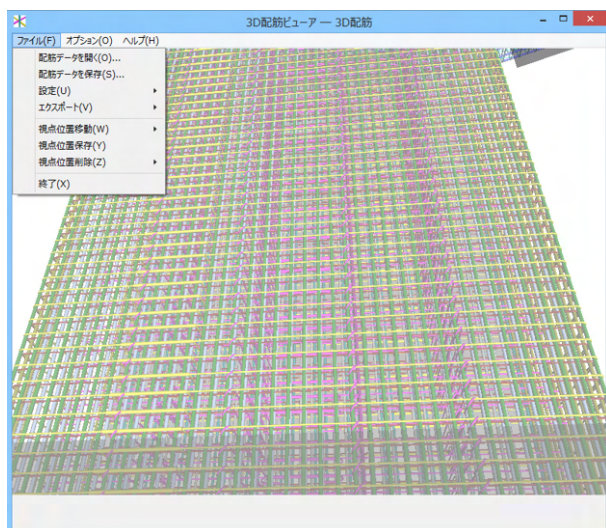 3D配筋ビューア — 3D配筋
ファイル(F) オプション(O) ヘルプ(H)
配筋データを開く(O)...
配筋データを保存(S)...
設定(U)
エクスポート(V)
視点位置移動(W)
視点位置保存(Y)
視点位置削除(Z)
終了(X)